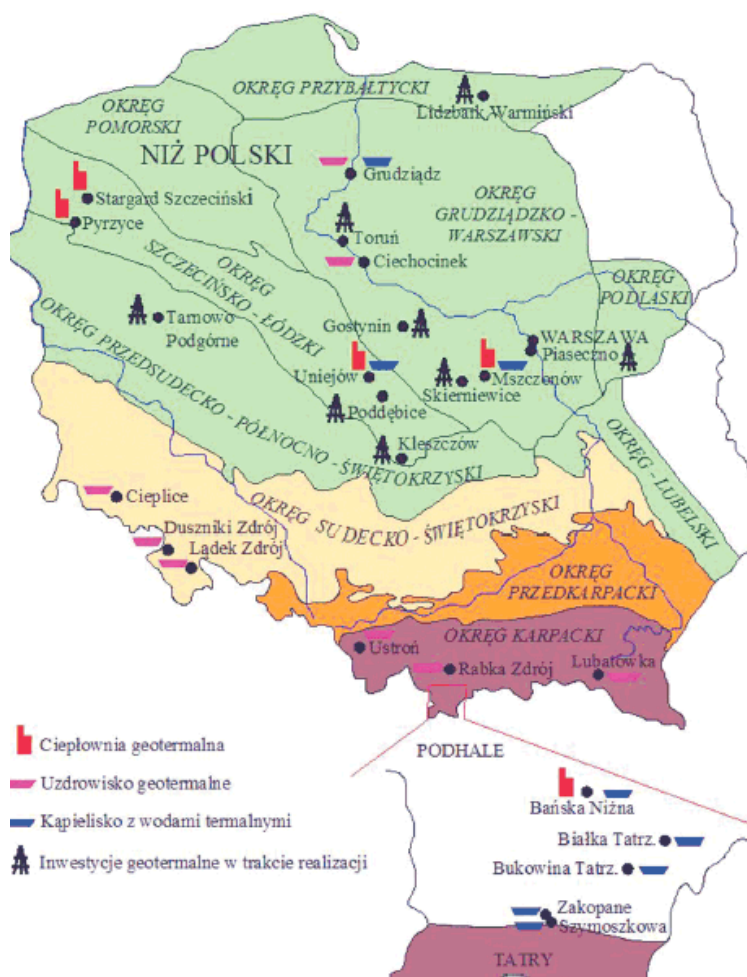 OKRĘG PRZYBAŁTYCKI
OKRĘG
POMORSKI
Lidzbark Warmiński
NIŻ POLSKI
Grudziądz
Stargard Szczeciński
Pyrzyce
OKRĘG
GRUDZIĄDZKO -
WARSZAWSKI
Toruń
Ciechocinek
OKRĘG
SZCZECIŃSKO - ŁÓDZKI
OKRĘG
PODLASKI
Tarnowo
Podgórne
Gostynin
WARSZAWA
Piaseczno
Uniejów
Mszczonów
Skierniewice
Poddębice
OKRĘG PRZEDSUDECKO - PÓŁNOCNO - ŚWIĘTOKRZYSKI
Kleszczów
OKRĘG - LUBELSKI
Cieplice
OKRĘG SUDECKO - ŚWIĘTOKRZYSKI
Duszniki Zdrój
Lądek Zdrój
OKRĘG
PRZEDKARPACKI
OKRĘG KARPACKI
Ustroń
Rabka Zdrój
Lubatówka
Ciepłownia geotermalna
Uzdrowisko geotermalne
Kąpielisko z wodami termalnymi
Inwestycje geotermalne w trakcie realizacji
PODHALE
Bańska Niżna
Białka Tatrz.
Bukowina Tatrz.
Zakopane
Szymoszkowa
TATRY